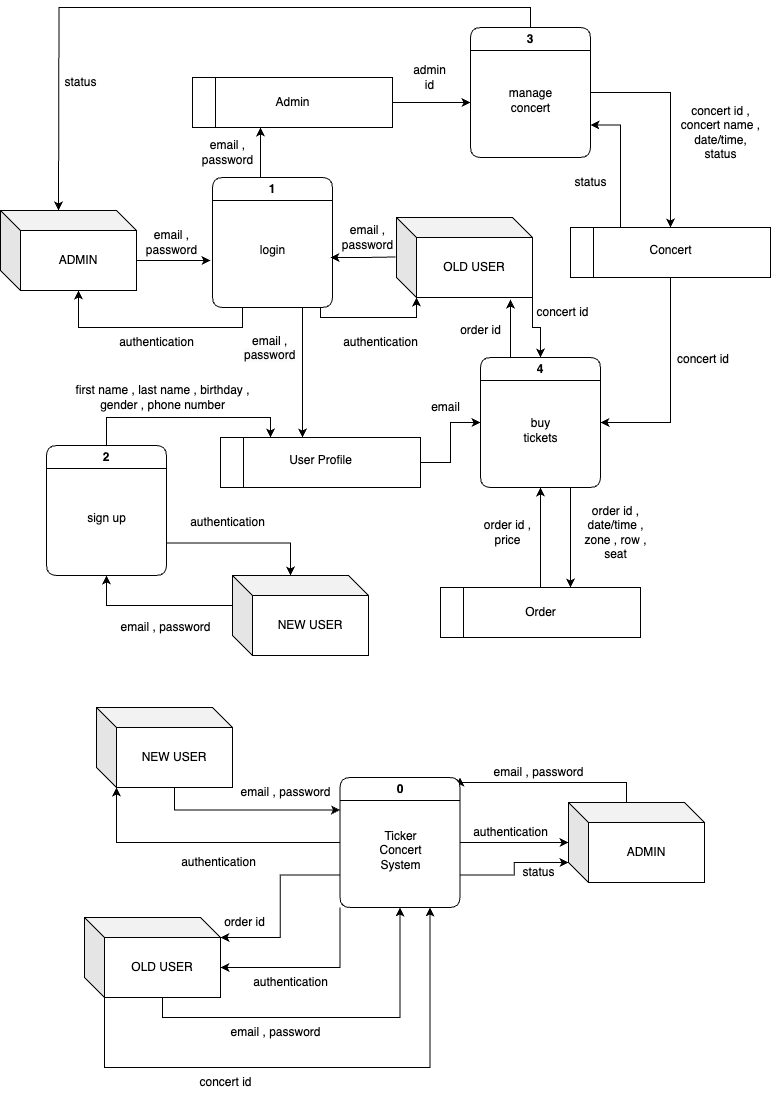 3
status
admin
id
manage
concert
Admin
concert id ,
concert name ,
date/time,
status
email ,
password
1
status
login
email ,
password
email ,
password
ADMIN
OLD USER
Concert
concert id
order id
authentication
email ,
password
authentication
concert id
4
first name , last name , birthday ,
gender , phone number
email
buy
tickets
2
User Profile
sign up
authentication
order id ,
price
order id ,
date/time ,
zone , row ,
seat
email , password
NEW USER
Order
NEW USER
email , password
email , password
0
Ticker
Concert
System
authentication
ADMIN
authentication
status
order id
OLD USER
authentication
email , password
concert id